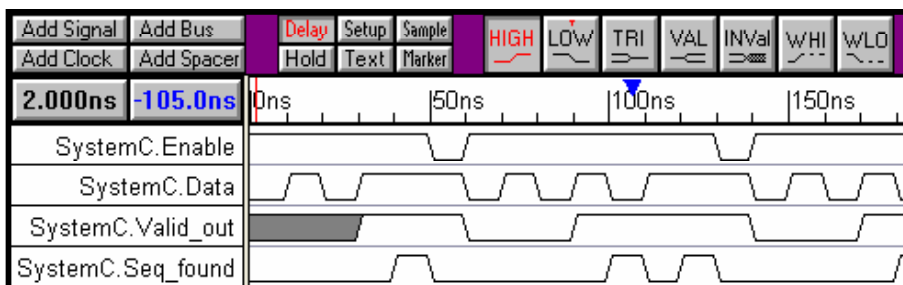 Add Signal Add Bus Delay Setup Sample HIGH LOW TRI VAL INVal WHI WLO
Add Clock Add Spacer Hold Text Marker
2.000ns -105.0ns 0ns 50ns 100ns 150ns
SystemC.Enable
SystemC.Data
SystemC.Valid_out
SystemC.Seq_found